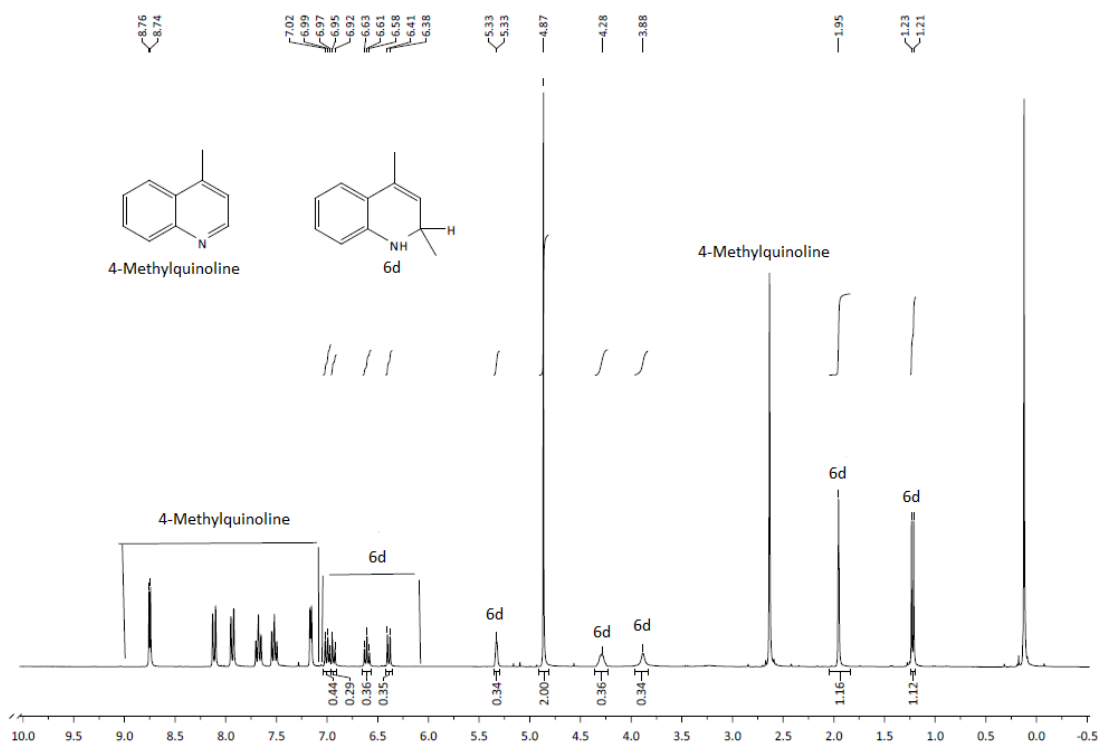 8.76
8.74
7.02
6.99
6.97
6.95
6.92
6.63
6.61
6.58
6.41
6.38
5.33
5.33
4.87
4.28
3.88
1.95
1.23
1.21
N
4-Methylquinoline
NH
H
6d
4-Methylquinoline
4-Methylquinoline
6d
6d
6d
6d
6d
6d
0.44
0.29
0.36
0.35
0.34
2.00
0.36
0.34
1.16
1.12
10.0 9.5 9.0 8.5 8.0 7.5 7.0 6.5 6.0 5.5 5.0 4.5 4.0 3.5 3.0 2.5 2.0 1.5 1.0 0.5 0.0 -0.5